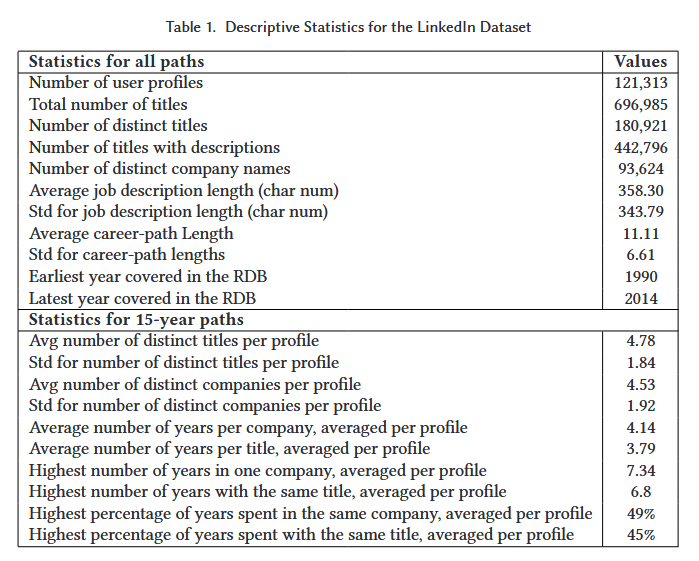 Table 1. Descriptive Statistics for the LinkedIn Dataset
Statistics for all paths Values
Number of user profiles 121,313
Total number of titles 696,985
Number of distinct titles 180,921
Number of titles with descriptions 442,796
Number of distinct company names 93,624
Average job description length (char num) 358.30
Std for job description length (char num) 343.79
Average career-path Length 11.11
Std for career-path lengths 6.61
Earliest year covered in the RDB 1990
Latest year covered in the RDB 2014
Statistics for 15-year paths
Avg number of distinct titles per profile 4.78
Std for number of distinct titles per profile 1.84
Avg number of distinct companies per profile 4.53
Std for number of distinct companies per profile 1.92
Average number of years per company, averaged per profile 4.14
Average number of years per title, averaged per profile 3.79
Highest number of years in one company, averaged per profile 7.34
Highest number of years with the same title, averaged per profile 6.8
Highest percentage of years spent in the same company, averaged per profile 49%
Highest percentage of years spent with the same title, averaged per profile 45%